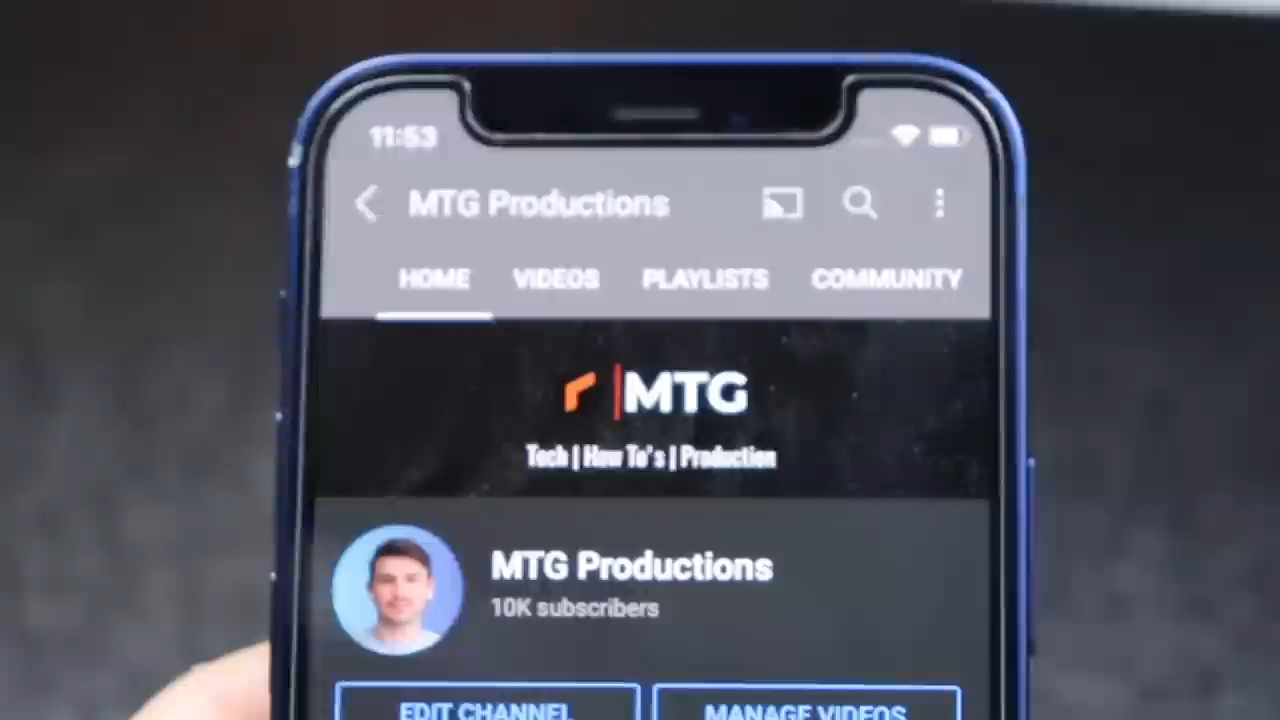 11:53
MTG Productions
HOME VIDEOS PLAYLISTS COMMUNITY
MTG
Tech | How To's | Production
MTG Productions
10K subscribers
EDIT CHANNEL MANAGE VIDEOS